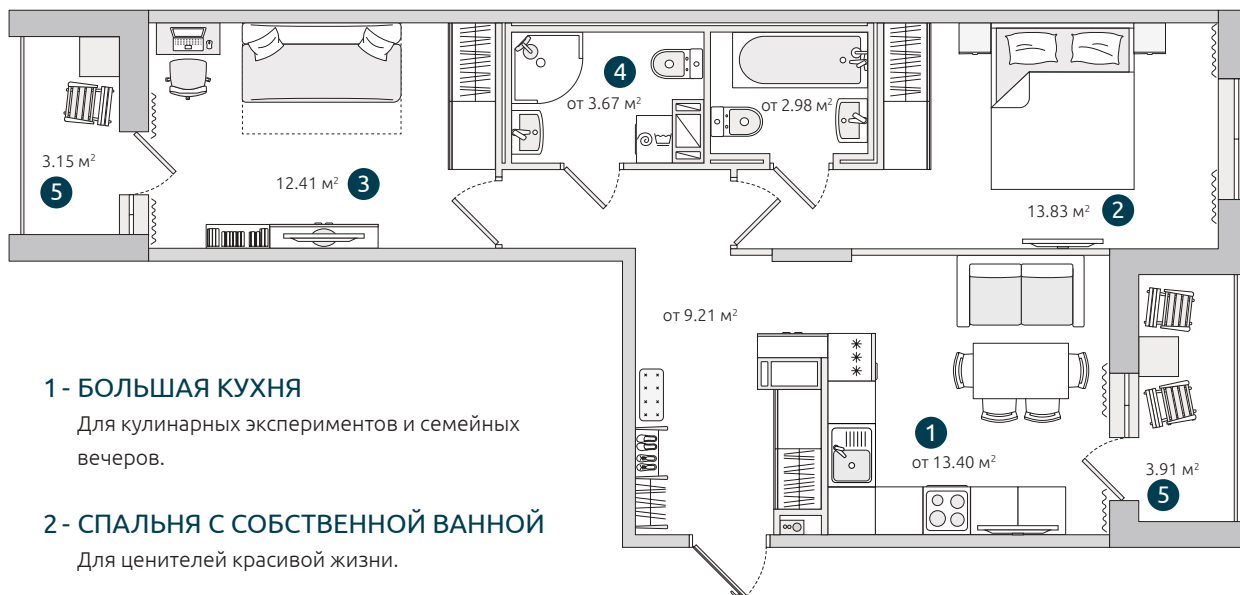 4
от 3.67 м²
от 2.98 м²
3.15 м²
5
12.41 м² 3
13.83 м² 2
от 9.21 м²
1
от 13.40 м²
3.91 м²
5
1 - БОЛЬШАЯ КУХНЯ
Для кулинарных экспериментов и семейных
вечеров.
2 - СПАЛЬНЯ С СОБСТВЕННОЙ ВАННОЙ
Для ценителей красивой жизни.